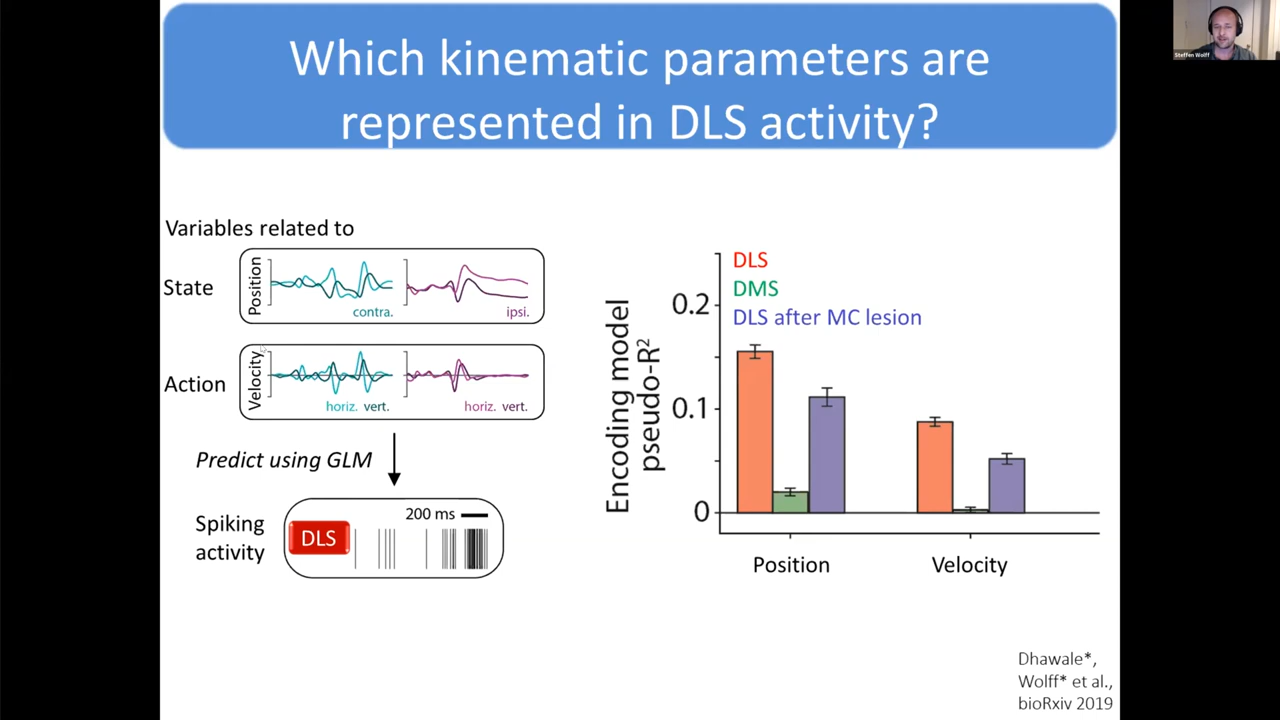 Which kinematic parameters are
represented in DLS activity?
Steffen Wolff
Variables related to
State
Position
contra.
ipsi.
Action
Velocity
horiz. vert.
horiz. vert.
Predict using GLM
Spiking
activity
DLS
200 ms
DLS
DMS
DLS after MC lesion
Encoding model
pseudo-R²
0.2
0.1
0
Position
Velocity
Dhawale*,
Wolff* et al.,
bioRxiv 2019